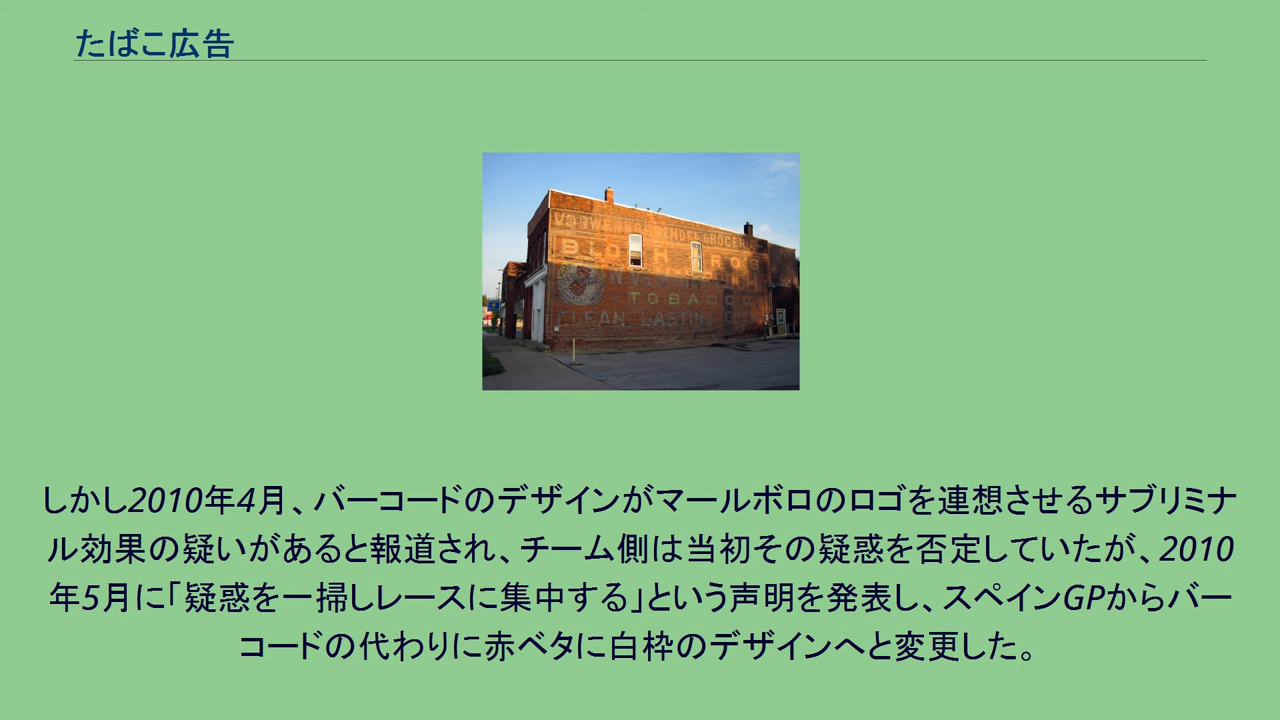 たばこ広告
TOBACCO
CLEAN, LASTING
しかし2010年4月、バーコードのデザインがマールボロのロゴを連想させるサブリミナ
ル効果の疑いがあると報道され、チーム側は当初その疑惑を否定していたが、2010
年5月に「疑惑を一掃しレースに集中する」という声明を発表し、スペインGPからバー
コードの代わりに赤ベタに白枠のデザインへと変更した。